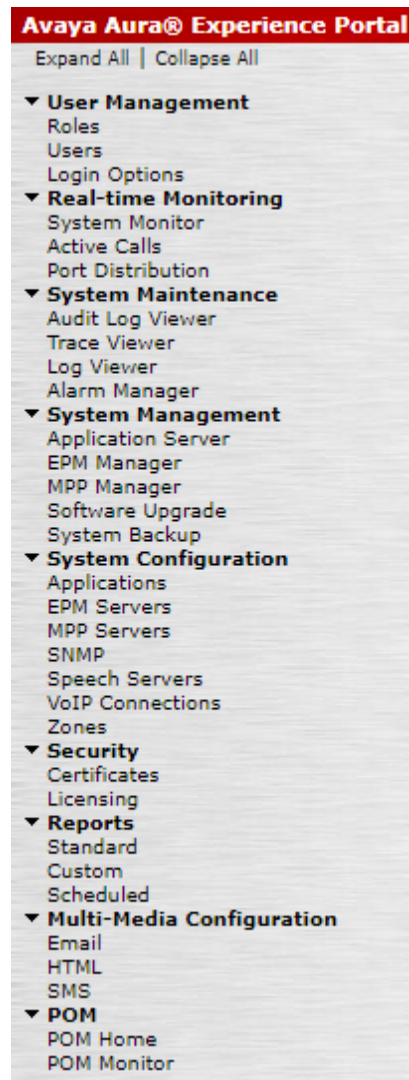 Avaya Aura® Experience Portal
Expand All | Collapse All
User Management
Roles
Users
Login Options
Real-time Monitoring
System Monitor
Active Calls
Port Distribution
System Maintenance
Audit Log Viewer
Trace Viewer
Log Viewer
Alarm Manager
System Management
Application Server
EPM Manager
MPP Manager
Software Upgrade
System Backup
System Configuration
Applications
EPM Servers
MPP Servers
SNMP
Speech Servers
VoIP Connections
Zones
Security
Certificates
Licensing
Reports
Standard
Custom
Scheduled
Multi-Media Configuration
Email
HTML
SMS
POM
POM Home
POM Monitor